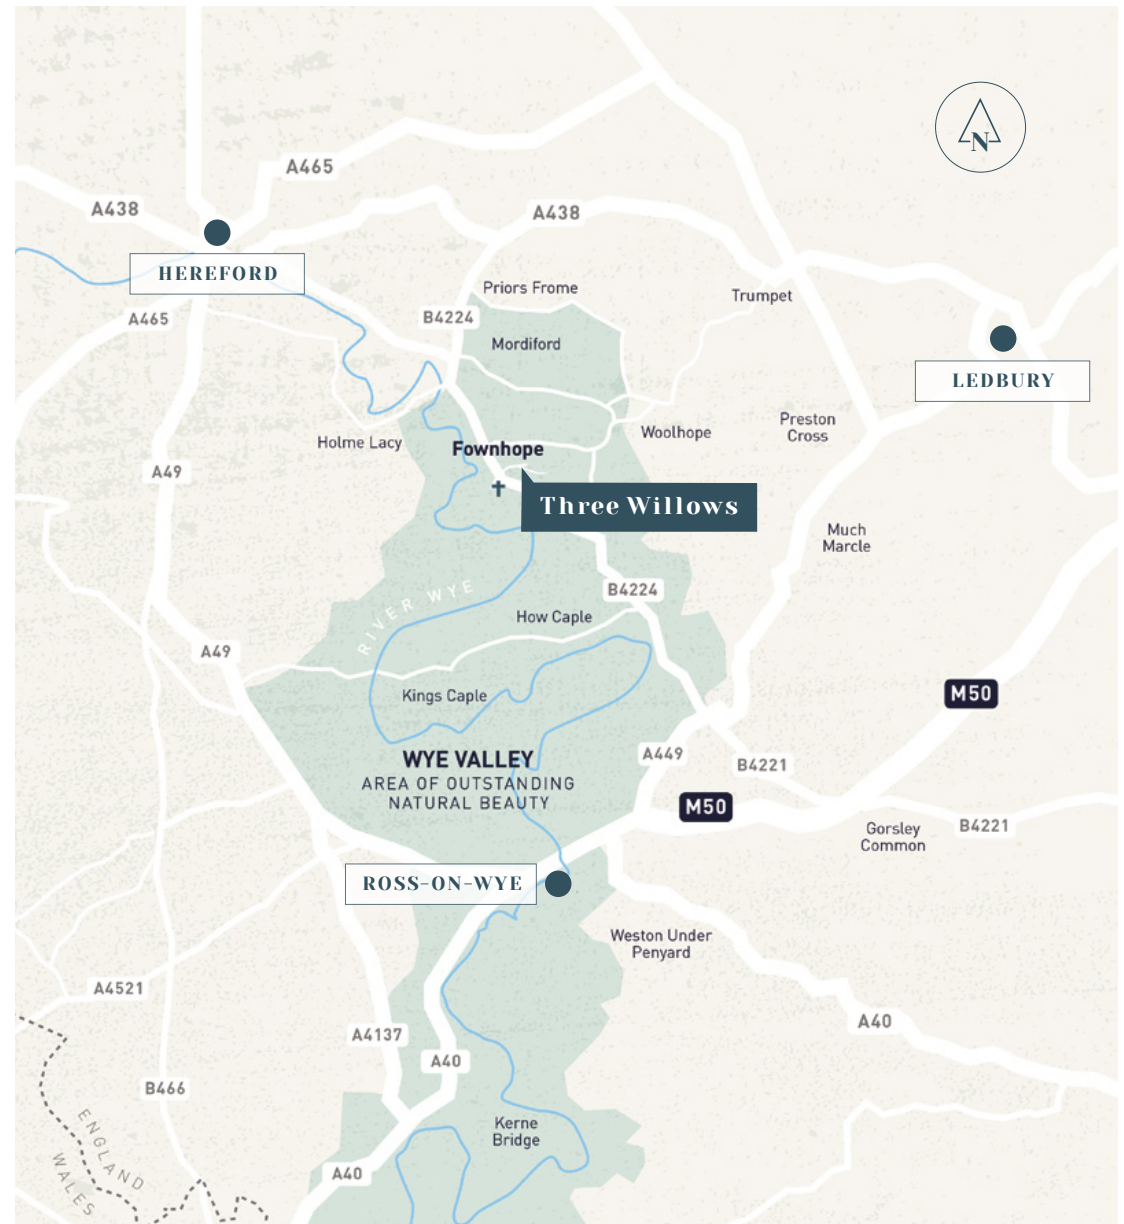 N
A465
A438
A438
HEREFORD
Priors Frome
Trumpet
A465
B4224
Mordiford
LEDBURY
Preston
Cross
Woolhope
Holme Lacy
Fownhope
A49
Three Willows
Much
Marcle
RIVER WYE
B4224
How Caple
A49
Kings Caple
M50
WYE VALLEY
AREA OF OUTSTANDING
NATURAL BEAUTY
A449
B4221
M50
Gorsley
Common
B4221
ROSS-ON-WYE
Weston Under
Penyard
A4521
A40
A4137
A40
B466
Kerne
Bridge
ENGLAND
WALES
A40